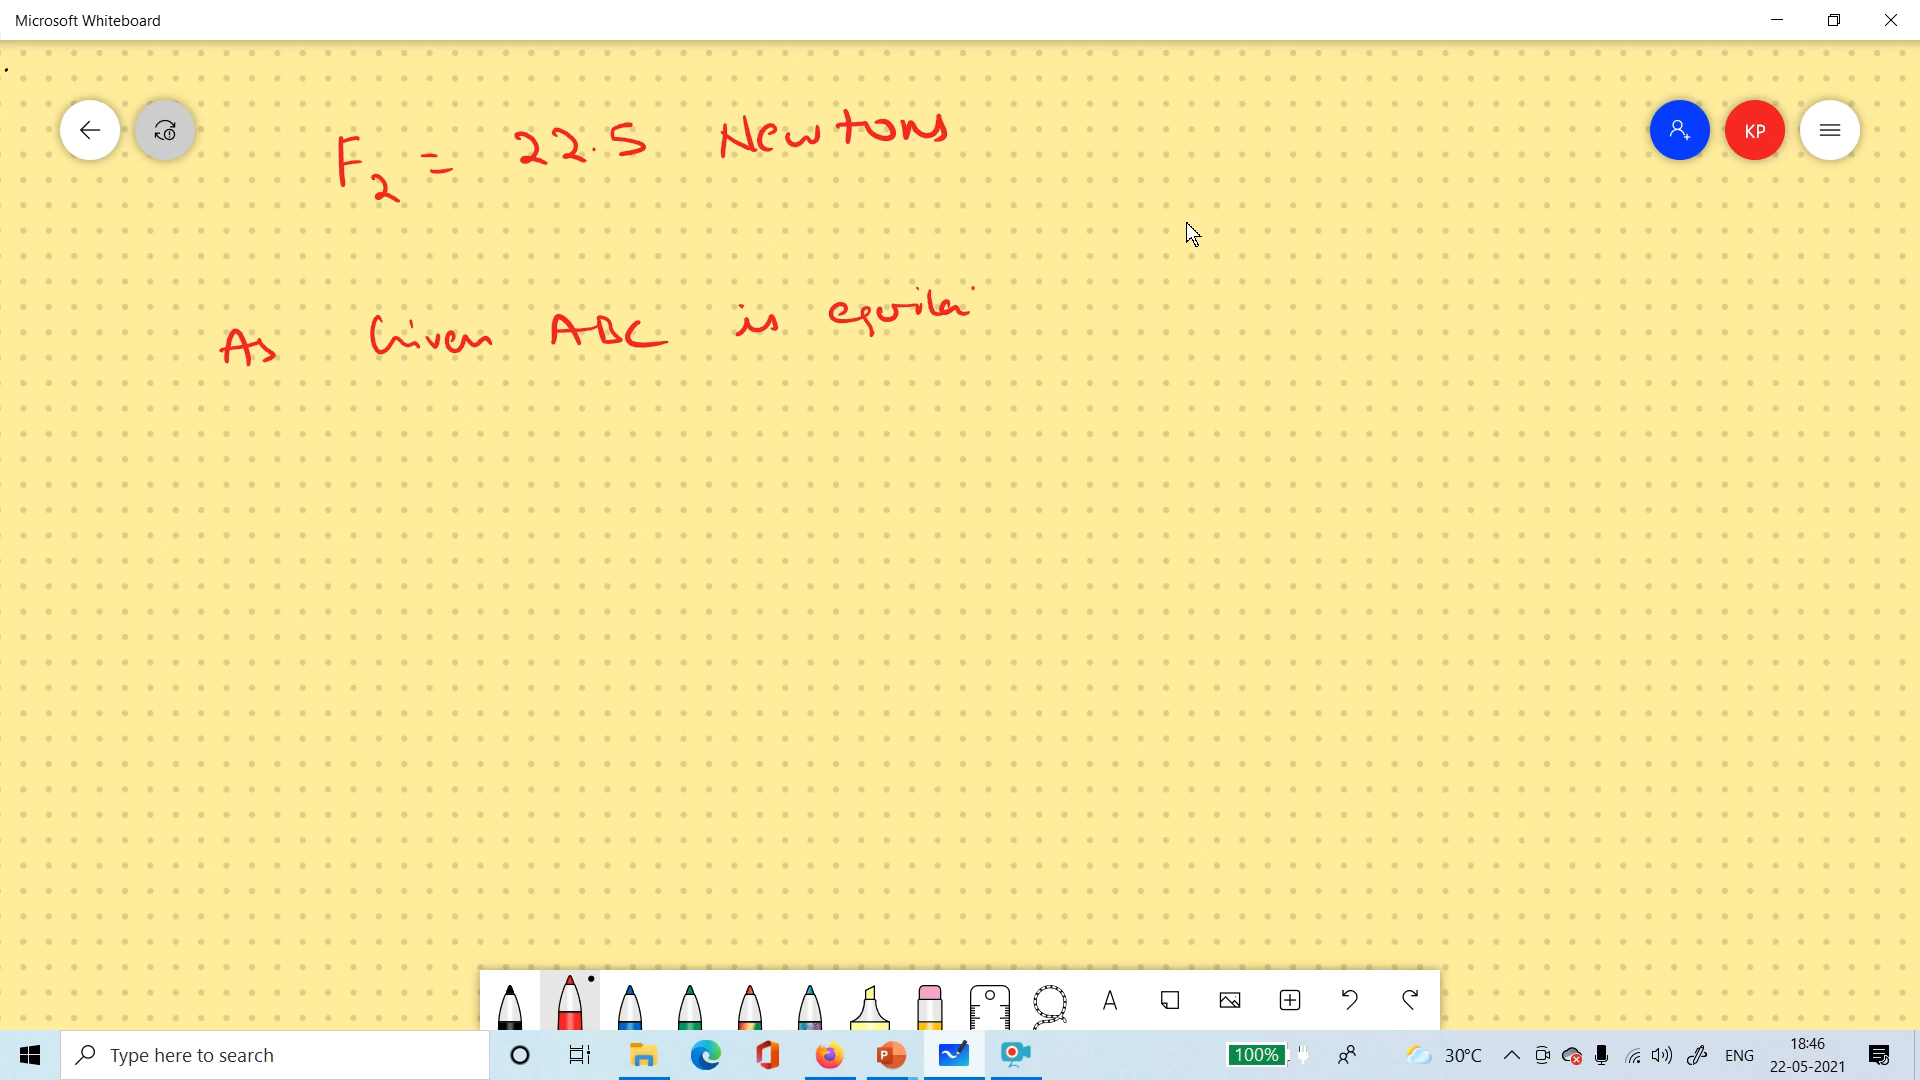 Microsoft Whiteboard
KP
F2 = 22.5 Newtons
As Given ABC is equila
Type here to search
100%
30°C
ENG
18:46
22-05-2021